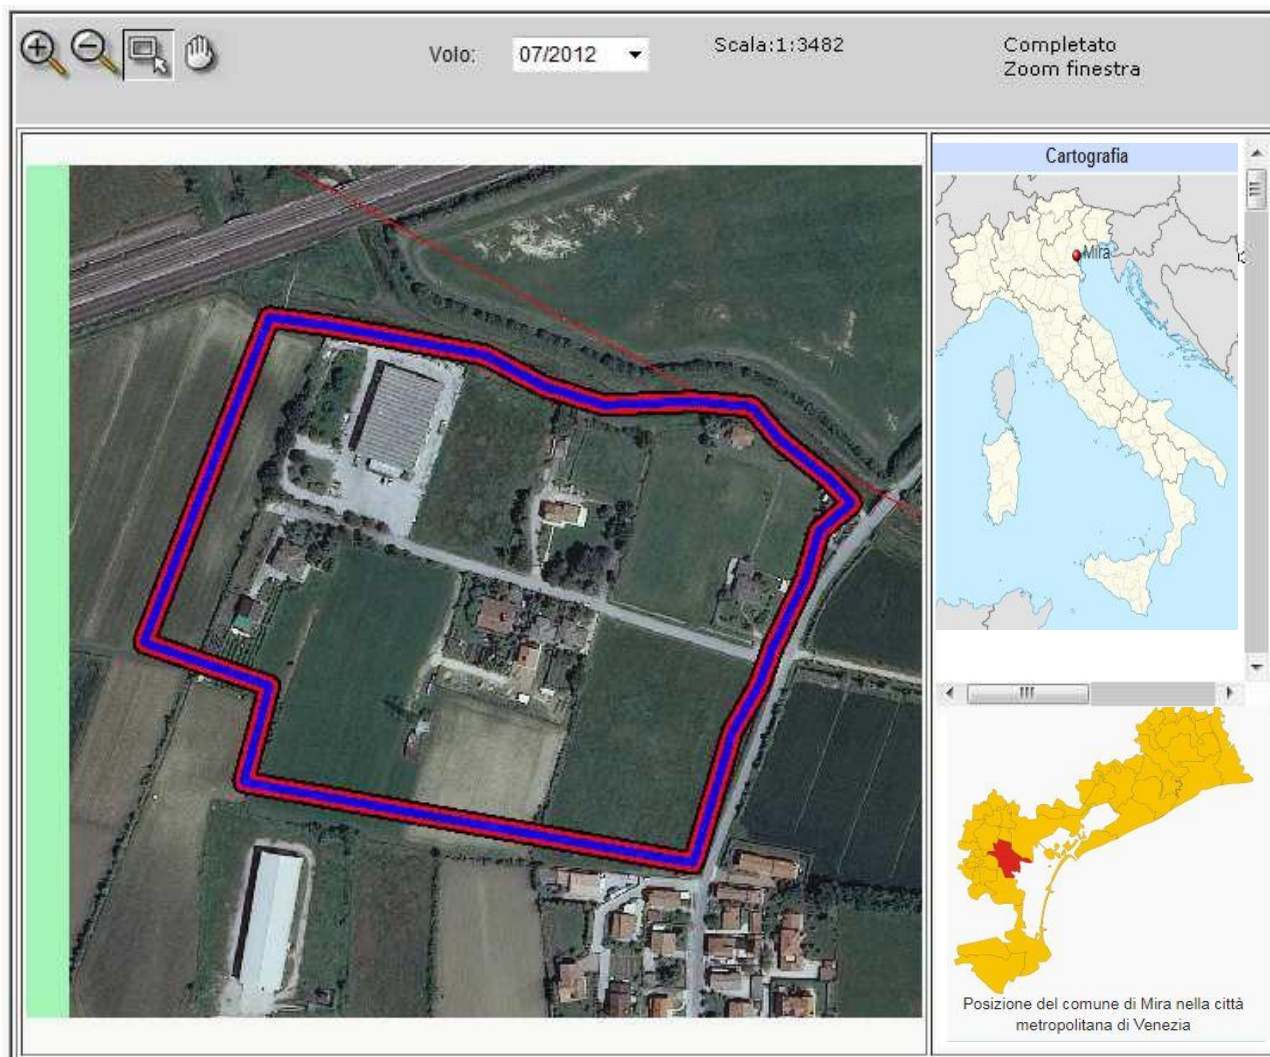 Volo:
07/2012
Scala:1:3482
Completato
Zoom finestra
Cartografia
Mira
Posizione del comune di Mira nella città
metropolitana di Venezia